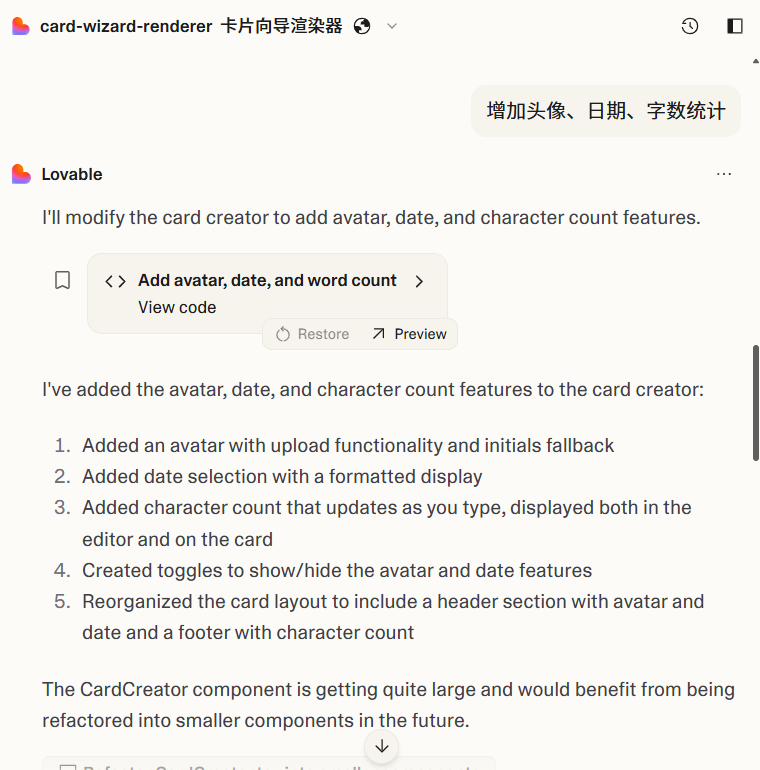 card-wizard-renderer 卡片向导渲染器
增加头像、日期、字数统计
Lovable
I'll modify the card creator to add avatar, date, and character count features.
Add avatar, date, and word count
View code
Restore
Preview
I've added the avatar, date, and character count features to the card creator:
1. Added an avatar with upload functionality and initials fallback
2. Added date selection with a formatted display
3. Added character count that updates as you type, displayed both in the
editor and on the card
4. Created toggles to show/hide the avatar and date features
5. Reorganized the card layout to include a header section with avatar and
date and a footer with character count
The CardCreator component is getting quite large and would benefit from being
refactored into smaller components in the future.